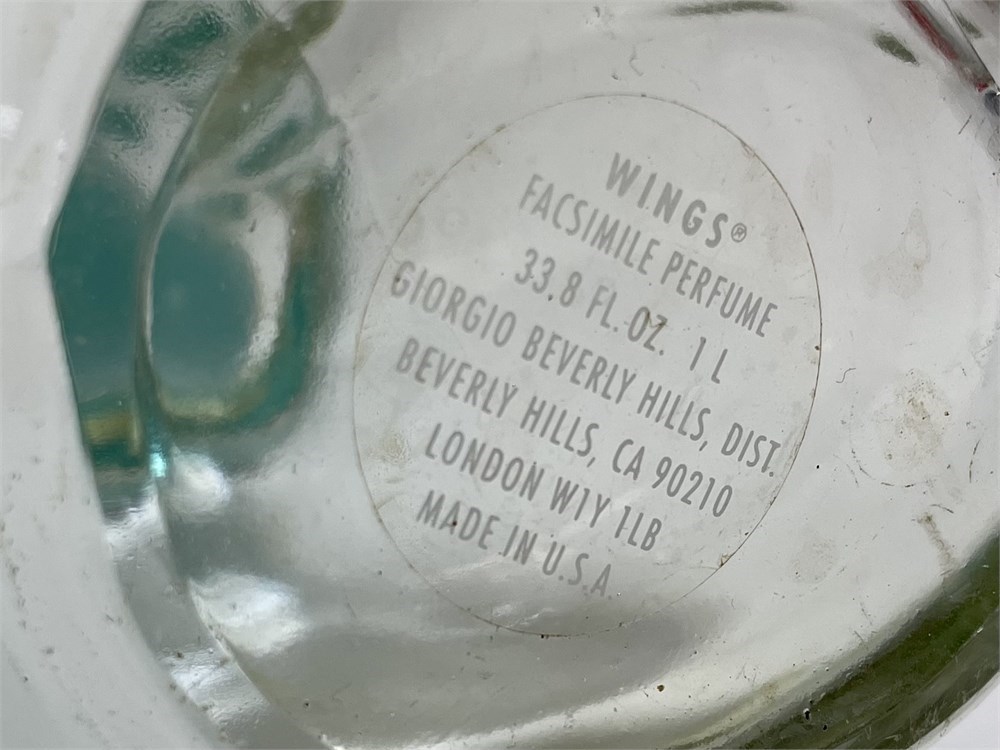 WINGS®
FACSIMILE PERFUME
33.8 FL. OZ. 1 L
GIORGIO BEVERLY HILLS, DIST.
BEVERLY HILLS, CA 90210
LONDON W1Y 1LB
MADE IN U.S.A.